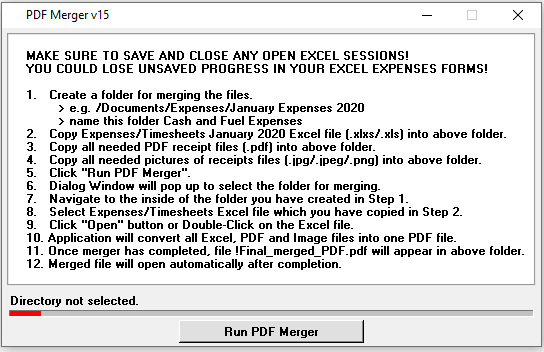 PDF Merger v15
MAKE SURE TO SAVE AND CLOSE ANY OPEN EXCEL SESSIONS!
YOU COULD LOSE UNSAVED PROGRESS IN YOUR EXCEL EXPENSES FORMS!
1. Create a folder for merging the files.
> e.g. /Documents/Expenses/January Expenses 2020
> name this folder Cash and Fuel Expenses
2. Copy Expenses/Timesheets January 2020 Excel file (.xlxs/.xls) into above folder.
3. Copy all needed PDF receipt files (.pdf) into above folder.
4. Copy all needed pictures of receipts files (.jpg/.jpeg/.png) into above folder.
5. Click "Run PDF Merger".
6. Dialog Window will pop up to select the folder for merging.
7. Navigate to the inside of the folder you have created in Step 1.
8. Select Expenses/Timesheets Excel file which you have copied in Step 2.
9. Click "Open" button or Double-Click on the Excel file.
10. Application will convert all Excel, PDF and Image files into one PDF file.
11. Once merger has completed, file !Final_merged_PDF.pdf will appear in above folder.
12. Merged file will open automatically after completion.
Directory not selected.
Run PDF Merger